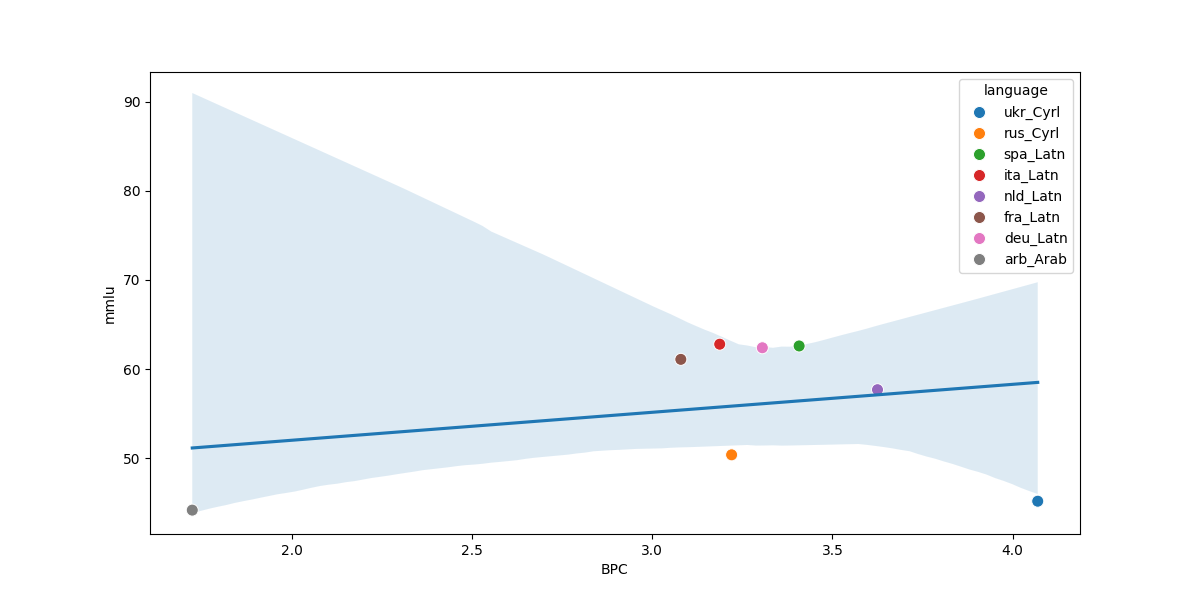 language
ukr_Cyrl
rus_Cyrl
spa_Latn
ita_Latn
nld_Latn
fra_Latn
deu_Latn
arb_Arab
90
80
70
60
50
mmlu
2.0 2.5 3.0 3.5 4.0
BPC